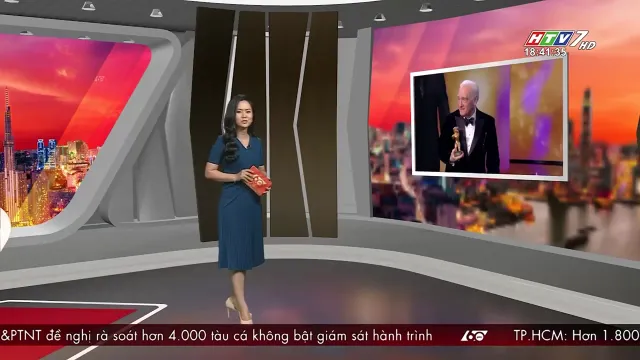 HTV7 HD
18:41:35
&PTNT đề nghị rà soát hơn 4.000 tàu cá không bật giám sát hành trình
60
TP.HCM: Hơn 1.800